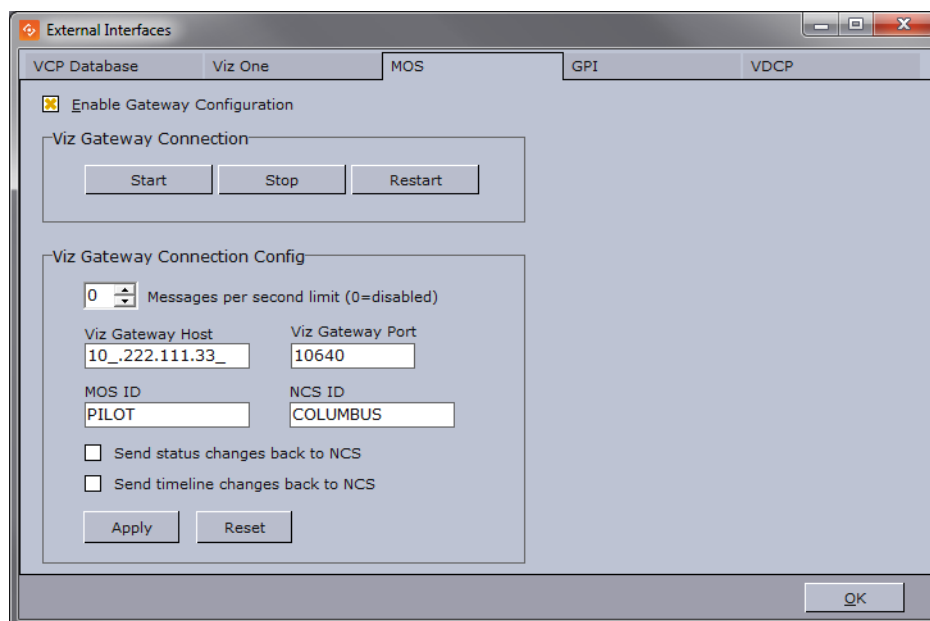 External Interfaces
VCP Database Viz One MOS GPI VDCP
Enable Gateway Configuration
Viz Gateway Connection
Start Stop Restart
Viz Gateway Connection Config
0 Messages per second limit (0=disabled)
Viz Gateway Host Viz Gateway Port
10_.222.111.33_ 10640
MOS ID NCS ID
PILOT COLUMBUS
Send status changes back to NCS
Send timeline changes back to NCS
Apply Reset
OK